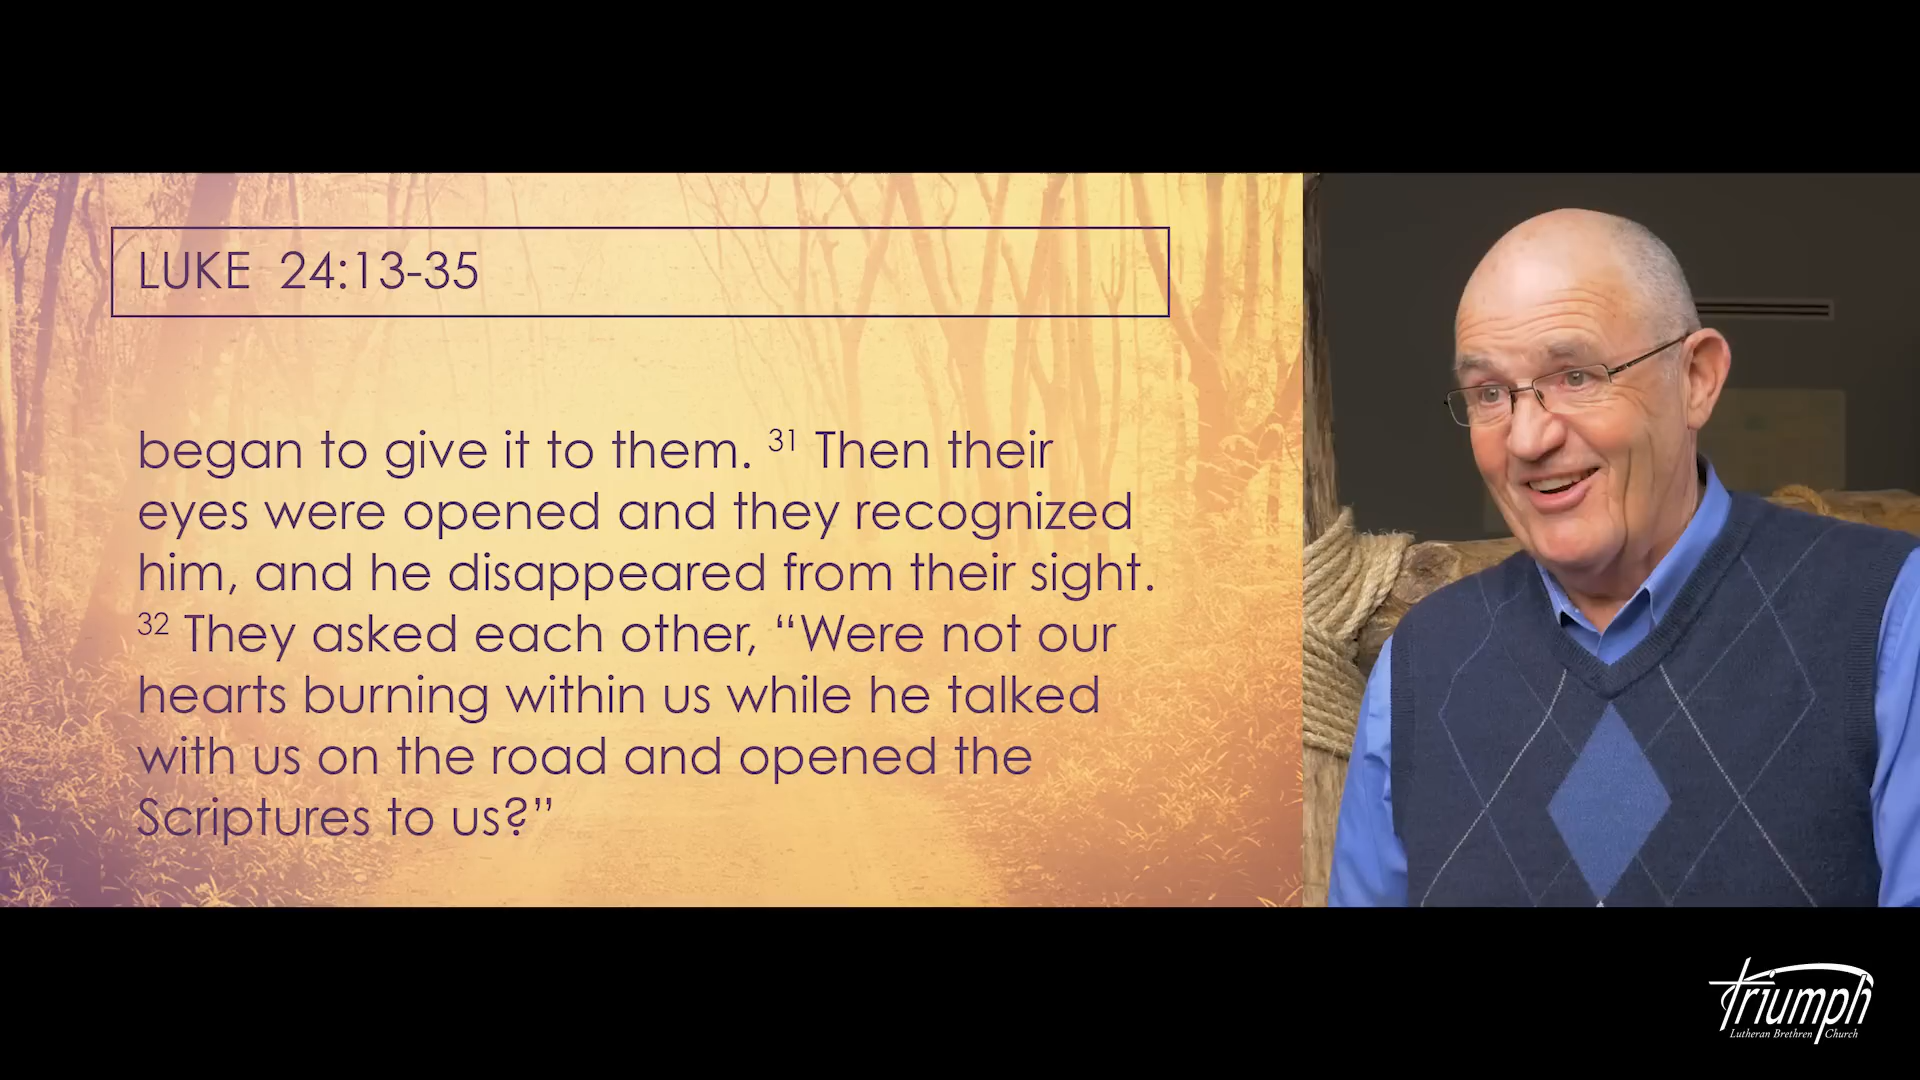 LUKE 24:13-35
began to give it to them. 31 Then their
eyes were opened and they recognized
him, and he disappeared from their sight.
32 They asked each other, “Were not our
hearts burning within us while he talked
with us on the road and opened the
Scriptures to us?”
triumph
Lutheran Brethren Church